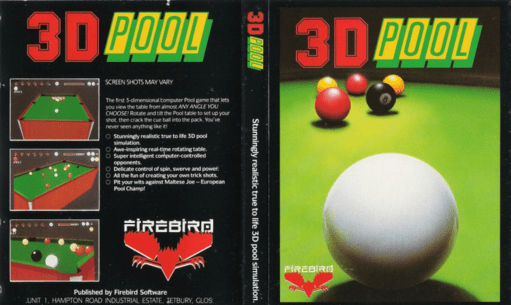 3D POOL
SCREEN SHOTS MAY VARY
The first 3-dimensional computer Pool game that lets
you view the table from almost ANY ANGLE YOU
CHOOSE! Rotate and tilt the Pool table to set up your
shot, then crack the cue ball into the pack. You've
never seen anything like it!
Stunningly realistic true to life 3D pool
simulation.
Awe-inspiring real-time rotating table.
Super intelligent computer-controlled
opponents.
Delicate control of spin, swerve and power!
All the fun of creating your own trick shots.
Pit your wits against Maltese Joe – European
Pool Champ!
FIREBIRD
Published by Firebird Software
UNIT 1, HAMPTON ROAD INDUSTRIAL ESTATE, TETBURY, GLOS:
3D POOL
Stunningly realistic true to life 3D pool simulation.
3D POOL
8
FIREBIRD